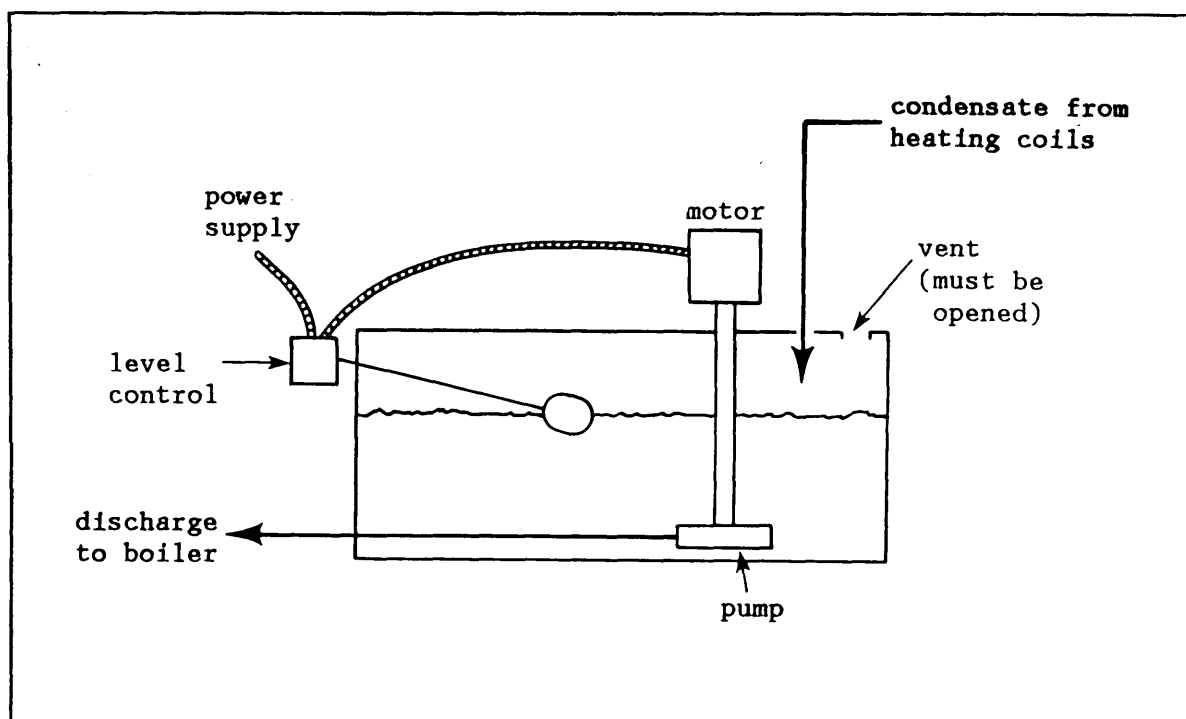 condensate from
heating coils
power
supply
motor
vent
(must be
opened)
level
control
discharge
to boiler
pump